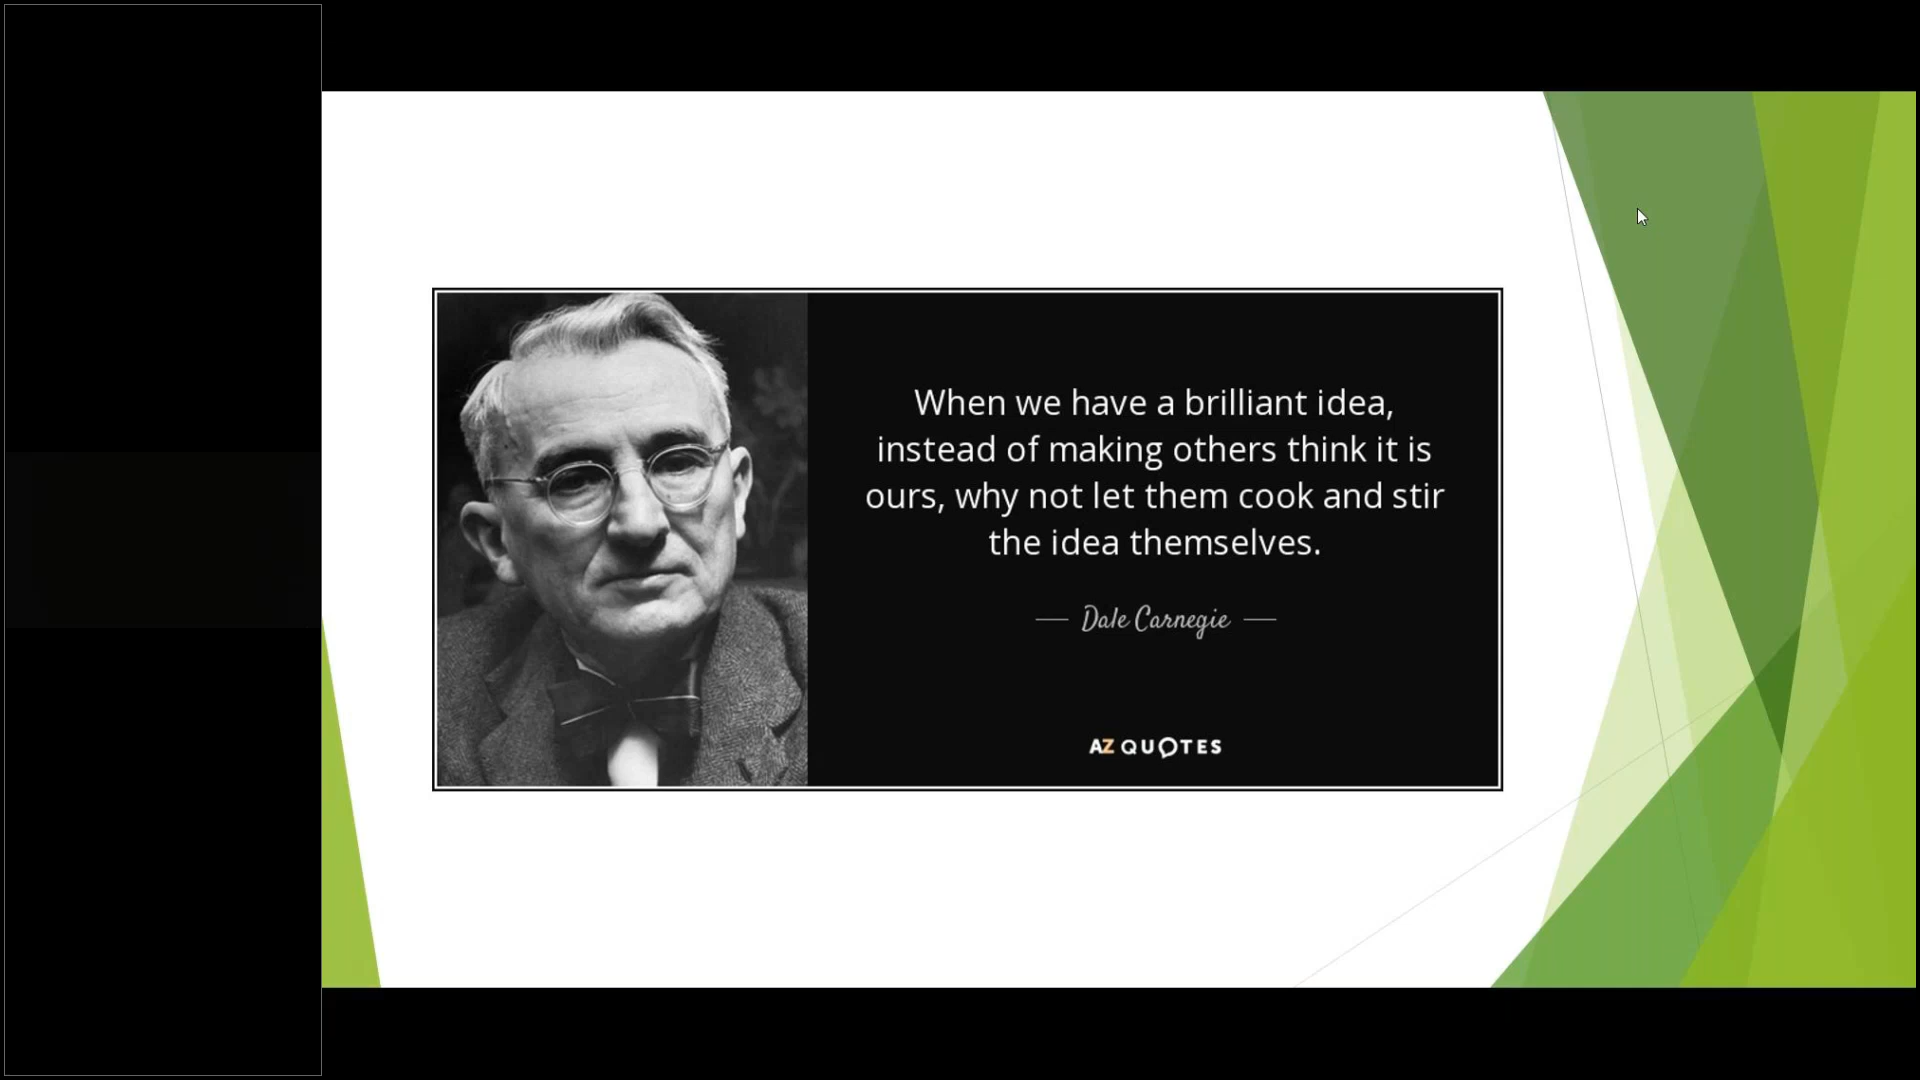 When we have a brilliant idea,
instead of making others think it is
ours, why not let them cook and stir
the idea themselves.
Dale Carnegie
AZ QUOTES